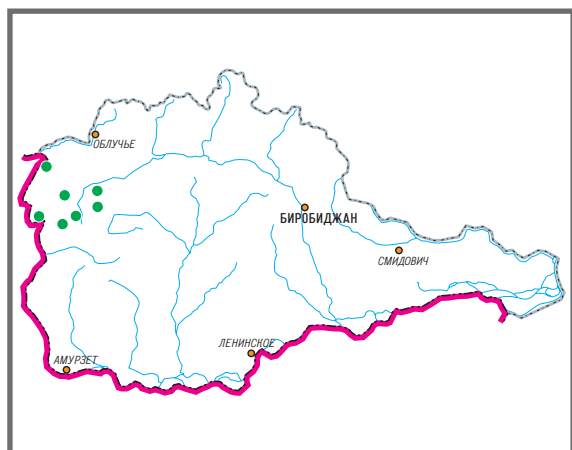 ОБЛУЧЬЕ
БИРОБИДЖАН
СМИДОВИЧ
ЛЕНИНСКОЕ
АМУРЗЕТ